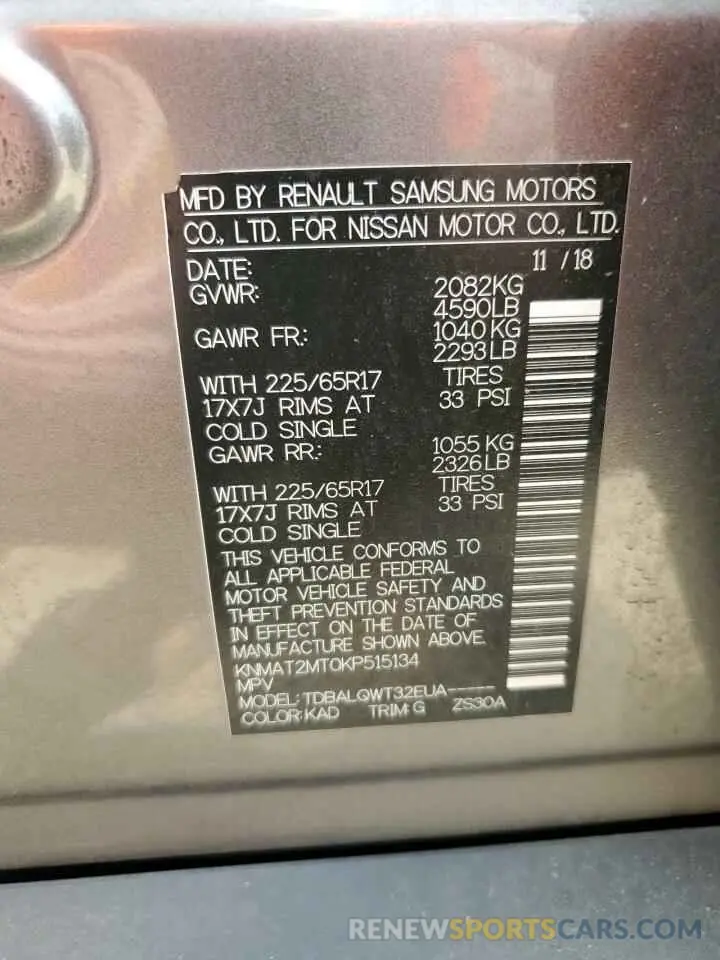 MFD BY RENAULT SAMSUNG MOTORS
CO., LTD. FOR NISSAN MOTOR CO., LTD.
DATE: 11 / 18
GVWR: 2082KG
4590LB
GAWR FR.: 1040 KG
2293 LB
WITH 225/65R17 TIRES
17X7J RIMS AT 33 PSI
COLD SINGLE
GAWR RR.: 1055 KG
2326 LB
WITH 225/65R17 TIRES
17X7J RIMS AT 33 PSI
COLD SINGLE
THIS VEHICLE CONFORMS TO
ALL APPLICABLE FEDERAL
MOTOR VEHICLE SAFETY AND
THEFT PREVENTION STANDARDS
IN EFFECT ON THE DATE OF
MANUFACTURE SHOWN ABOVE.
KNMAT2MT0KP515134
MPV
MODEL: TDBALQWT32EUA-----
COLOR: KAD TRIM: G ZS30A
RENEWSPORTSCARS.COM